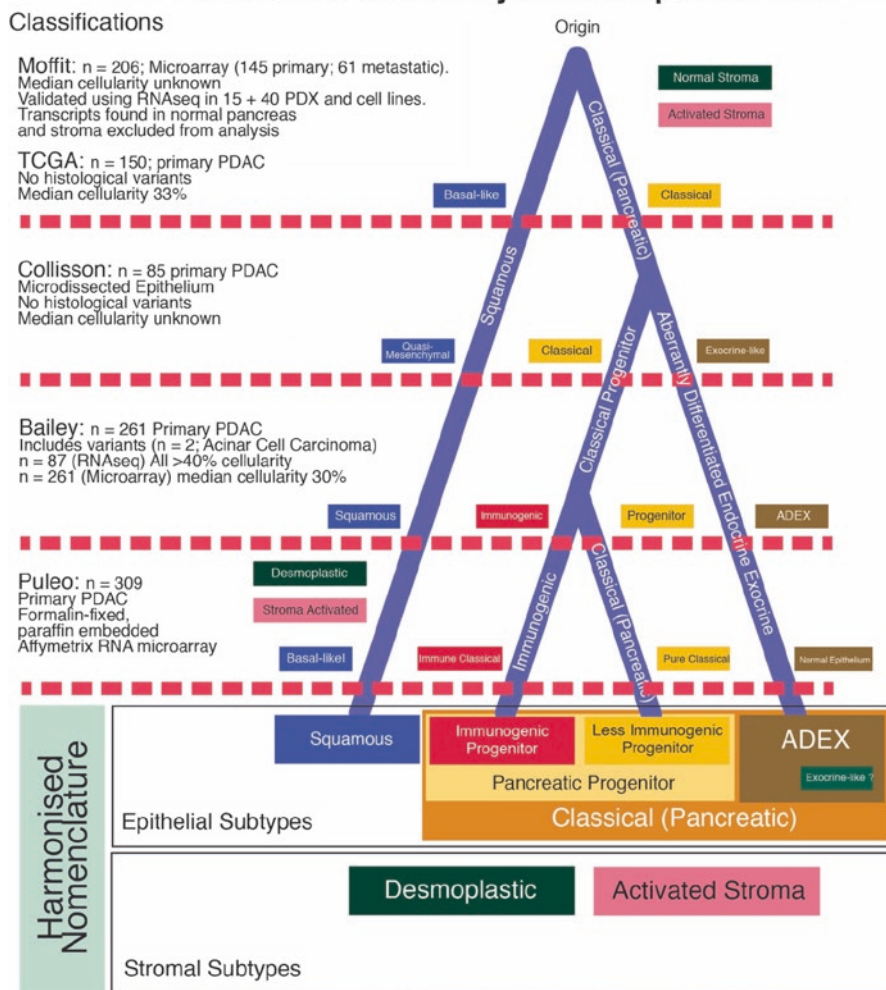 Classifications
Origin
Moffit: n = 206; Microarray (145 primary; 61 metastatic).
Median cellularity unknown
Validated using RNAseq in 15 + 40 PDX and cell lines.
Transcripts found in normal pancreas
and stroma excluded from analysis
Normal Stroma
Activated Stroma
Classical (Pancreatic)
TCGA: n = 150; primary PDAC
No histological variants
Median cellularity 33%
Basal-like
Classical
Squamous
Collisson: n = 85 primary PDAC
Microdissected Epithelium
No histological variants
Median cellularity unknown
Quasi-
Mesenchymal
Classical
Exocrine-like
Classical Progenitor
Aberrantly Differentiated Endocrine Exocrine
Bailey: n = 261 Primary PDAC
Includes variants (n = 2; Acinar Cell Carcinoma)
n = 87 (RNAseq) All >40% cellularity
n = 261 (Microarray) median cellularity 30%
Squamous
Immunogenic
Progenitor
ADEX
Immunogenic
Classical (Pancreatic)
Puleo: n = 309
Primary PDAC
Formalin-fixed,
paraffin embedded
Affymetrix RNA microarray
Desmoplastic
Stroma Activated
Basal-likel
Immune Classical
Pure Classical
Normal Epithelium
Harmonised
Nomenclature
Squamous
Immunogenic
Progenitor
Less Immunogenic
Progenitor
ADEX
Exocrine-like ?
Pancreatic Progenitor
Epithelial Subtypes
Classical (Pancreatic)
Desmoplastic
Activated Stroma
Stromal Subtypes